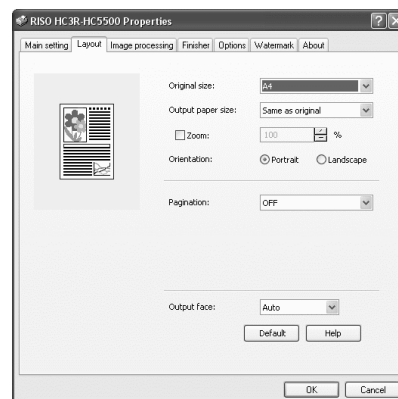 RISO HC3R-HC5500 Properties
Main setting Layout Image processing Finisher Options Watermark About
Original size: A4
Output paper size: Same as original
Zoom: 100 %
Orientation: Portrait Landscape
Pagination: OFF
Output face: Auto
Default Help
OK Cancel